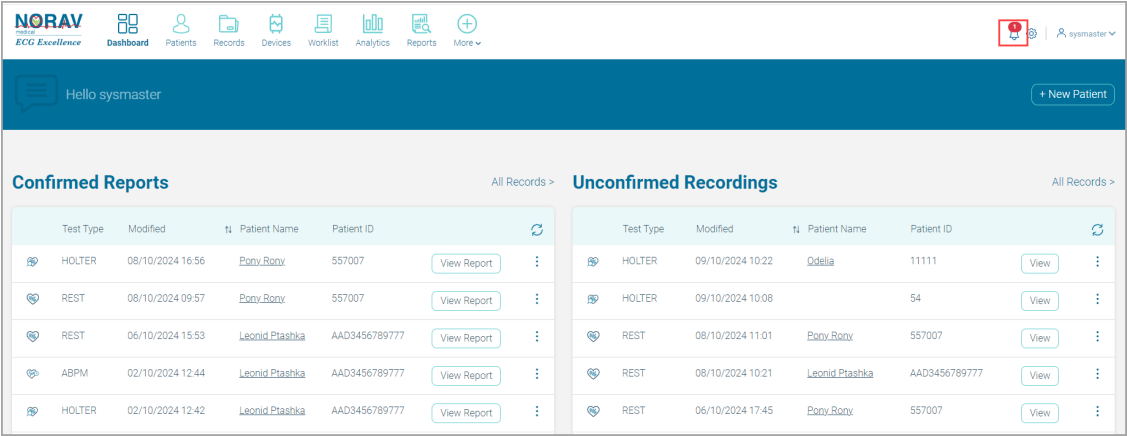 NORAV
medical
ECG Excellence
Dashboard
Patients
Records
Devices
Worklist
Analytics
Reports
More
1
sysmaster
Hello sysmaster
+ New Patient
Confirmed Reports
All Records >
Test Type Modified Patient Name Patient ID
HOLTER 08/10/2024 16:56 Pony Rony 557007 View Report
REST 08/10/2024 09:57 Pony Rony 557007 View Report
REST 06/10/2024 15:53 Leonid Ptashka AAD3456789777 View Report
ABPM 02/10/2024 12:44 Leonid Ptashka AAD3456789777 View Report
HOLTER 02/10/2024 12:42 Leonid Ptashka AAD3456789777 View Report
Unconfirmed Recordings
All Records >
Test Type Modified Patient Name Patient ID
HOLTER 09/10/2024 10:22 Odelia 11111 View
HOLTER 09/10/2024 10:08 54 View
REST 08/10/2024 11:01 Pony Rony 557007 View
REST 08/10/2024 10:21 Leonid Ptashka AAD3456789777 View
REST 06/10/2024 17:45 Pony Rony 557007 View